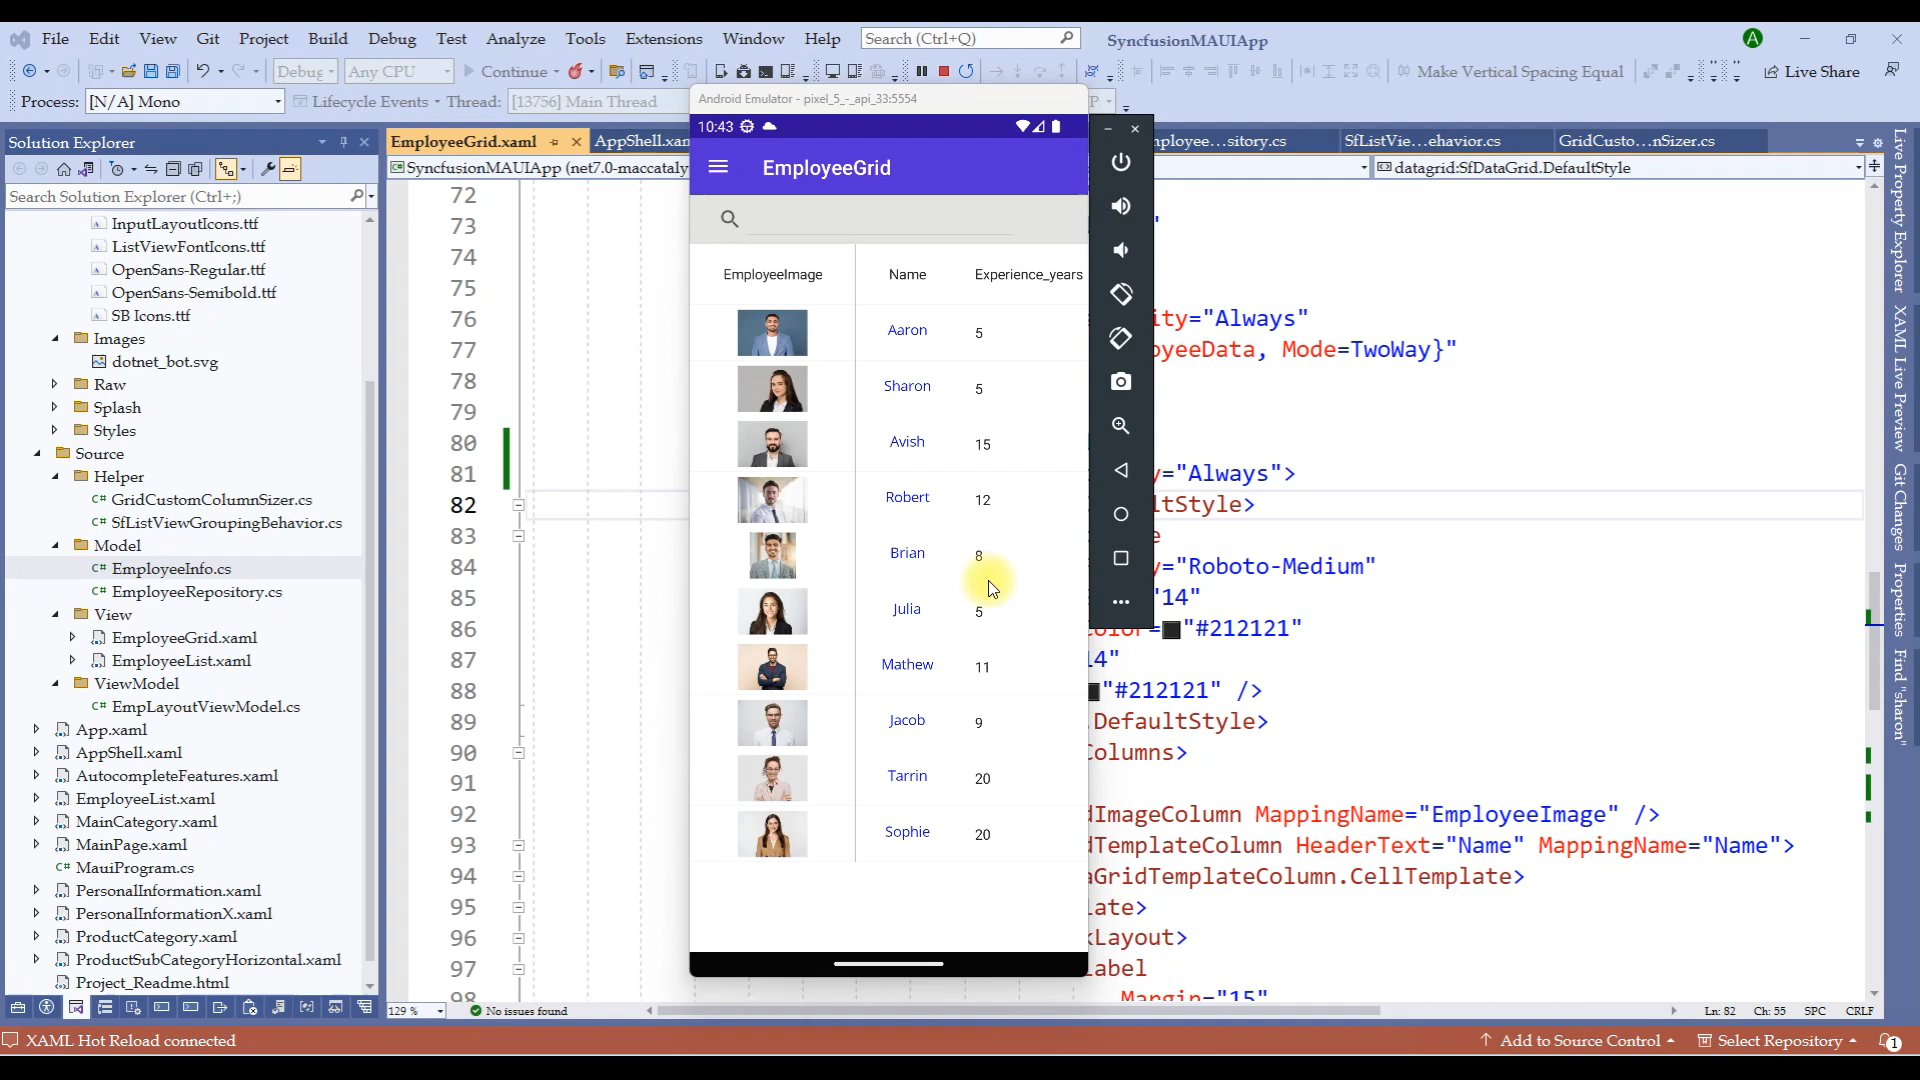 File Edit View Git Project Build Debug Test Analyze Tools Extensions Window Help Search (Ctrl+Q) SyncfusionMAUIApp A
Debug Any CPU Continue Make Vertical Spacing Equal Live Share
Process: [N/A] Mono Lifecycle Events Thread: [13756] Main Thread
Solution Explorer
Search Solution Explorer (Ctrl+;)
InputLayoutIcons.ttf
ListViewFontIcons.ttf
OpenSans-Regular.ttf
OpenSans-Semibold.ttf
SB Icons.ttf
Images
dotnet_bot.svg
Raw
Splash
Styles
Source
Helper
C# GridCustomColumnSizer.cs
C# SfListViewGroupingBehavior.cs
Model
C# EmployeeInfo.cs
C# EmployeeRepository.cs
View
EmployeeGrid.xaml
EmployeeList.xaml
ViewModel
C# EmpLayoutViewModel.cs
App.xaml
AppShell.xaml
AutocompleteFeatures.xaml
EmployeeList.xaml
MainCategory.xaml
MainPage.xaml
C# MauiProgram.cs
PersonalInformation.xaml
PersonalInformationX.xaml
ProductCategory.xaml
ProductSubCategoryHorizontal.xaml
Project_Readme.html
EmployeeGrid.xaml AppShell.xam
SyncfusionMAUIApp (net7.0-maccataly
mployee...sitory.cs SfListVie...ehavior.cs GridCusto...nSizer.cs
datagrid:SfDataGrid.DefaultStyle
72
73
74
75
76
77
78
79
80
81
82
83
84
85
86
87
88
89
90
91
92
93
94
95
96
97
98
Android Emulator - pixel_5_-_api_33:5554
10:43
EmployeeGrid
EmployeeImage Name Experience_years
Aaron 5
Sharon 5
Avish 15
Robert 12
Brian 8
Julia 5
Mathew 11
Jacob 9
Tarrin 20
Sophie 20
ity="Always"
oyeeData, Mode=TwoWay}"
y="Always">
ltStyle>
e
y="Roboto-Medium"
"14"
color="#212121"
14"
"#212121" />
.DefaultStyle>
Columns>
dImageColumn MappingName="EmployeeImage" />
dTemplateColumn HeaderText="Name" MappingName="Name">
aGridTemplateColumn.CellTemplate>
late>
kLayout>
abel
Margin="15"
Live Property Explorer
XAML Live Preview
Git Changes
Properties
Find "sharon"
129 % No issues found Ln: 82 Ch: 55 SPC CRLF
XAML Hot Reload connected Add to Source Control Select Repository 1